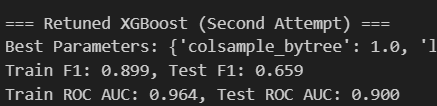 === Retuned XGBoost (Second Attempt) ===
Best Parameters: {'colsample_bytree': 1.0, 'l
Train F1: 0.899, Test F1: 0.659
Train ROC AUC: 0.964, Test ROC AUC: 0.900